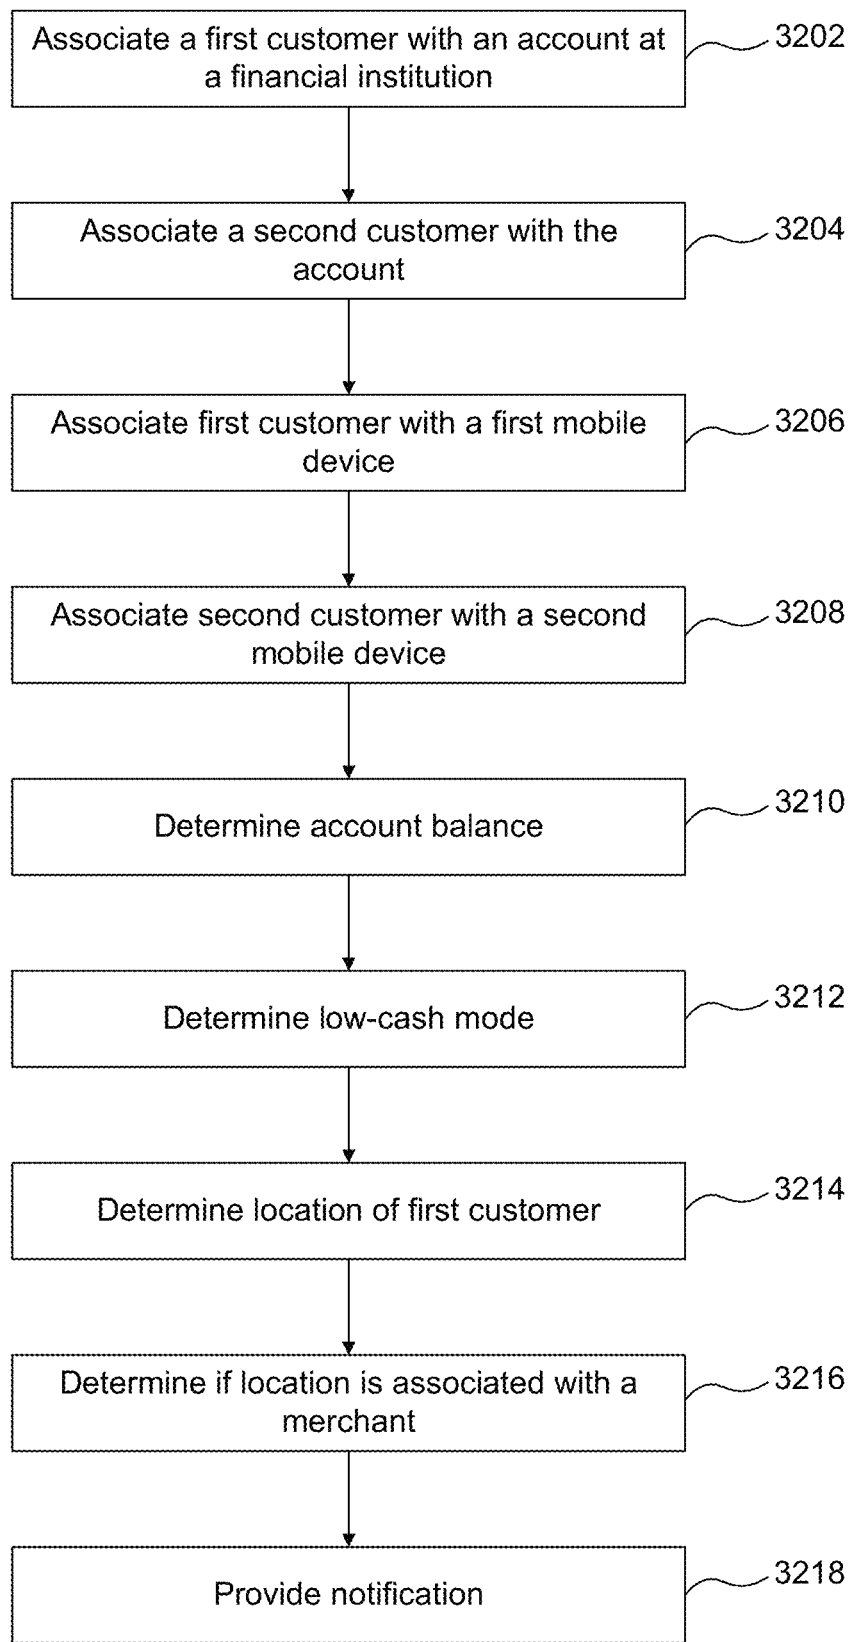 Associate a first customer with an account at
a financial institution
3202
Associate a second customer with the
account
3204
Associate first customer with a first mobile
device
3206
Associate second customer with a second
mobile device
3208
Determine account balance
3210
Determine low-cash mode
3212
Determine location of first customer
3214
Determine if location is associated with a
merchant
3216
Provide notification
3218